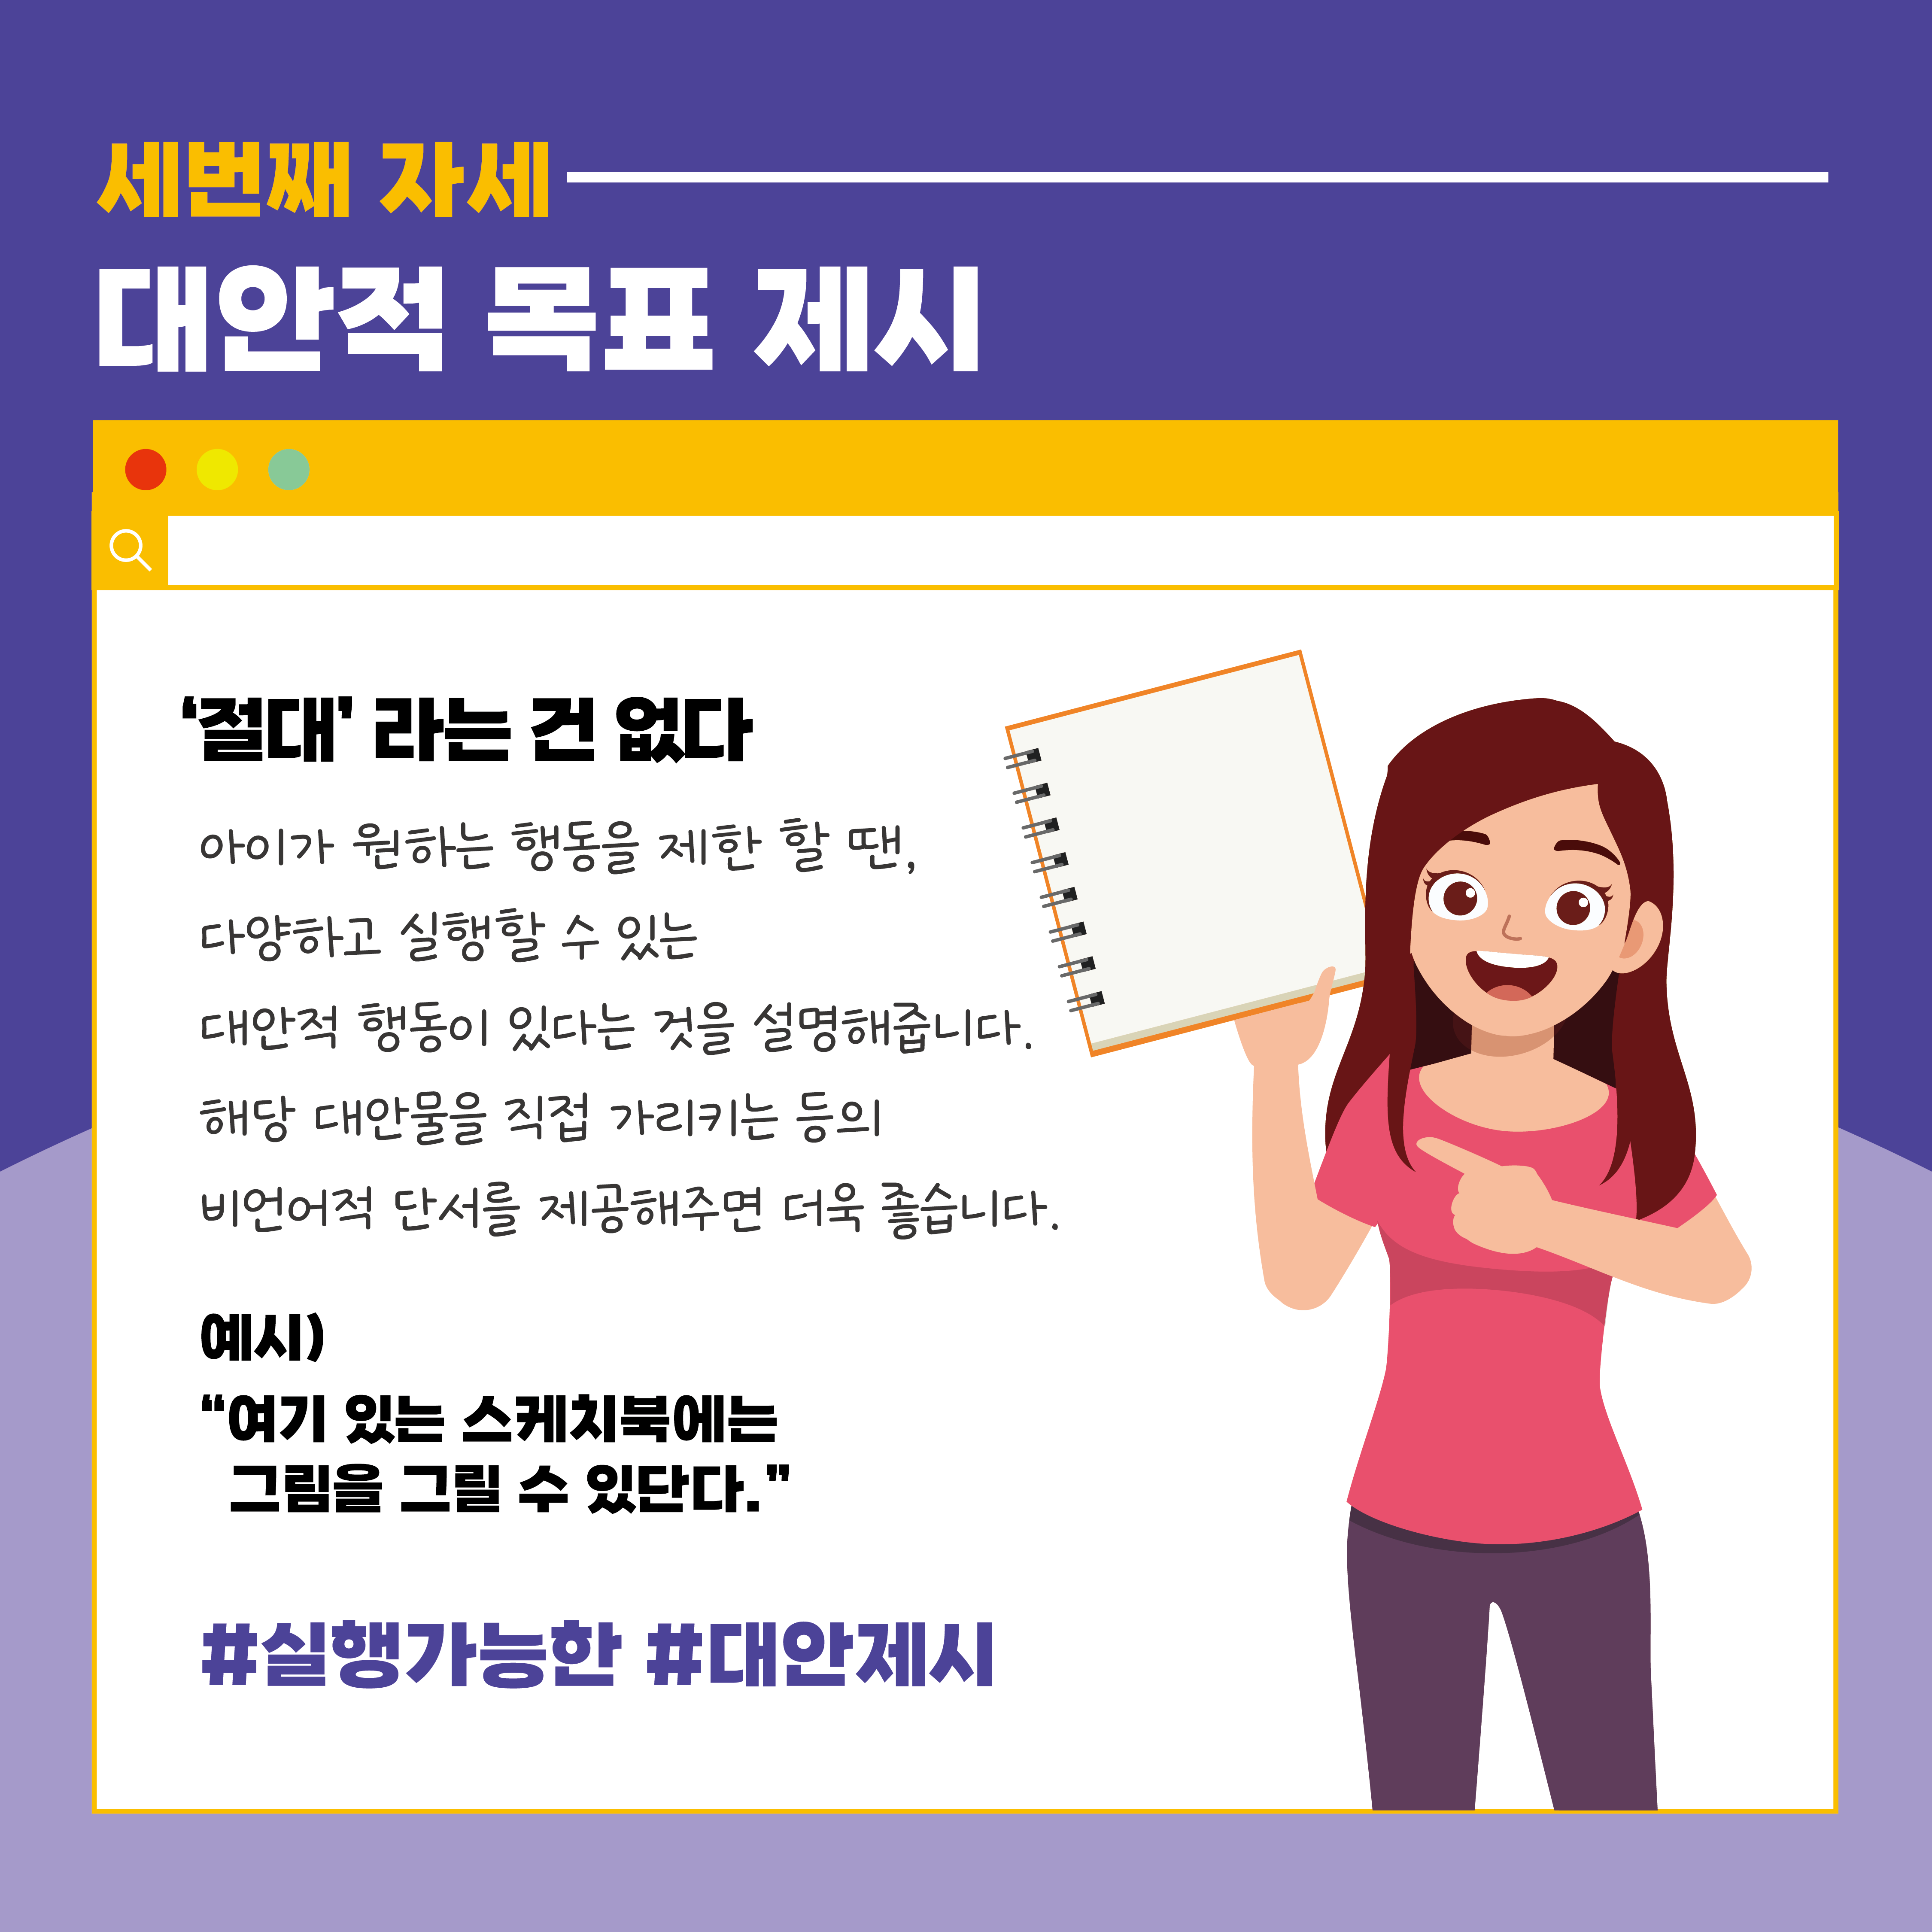 세번째 자세
대안적 목표 제시
‘절대’ 라는 건 없다
아이가 원하는 행동을 제한 할 땐,
다양하고 실행할 수 있는
대안적 행동이 있다는 것을 설명해줍니다.
해당 대안물을 직접 가리키는 등의
비언어적 단서를 제공해주면 더욱 좋습니다.
예시)
“여기 있는 스케치북에는
그림을 그릴 수 있단다.”
#실행가능한 #대안제시